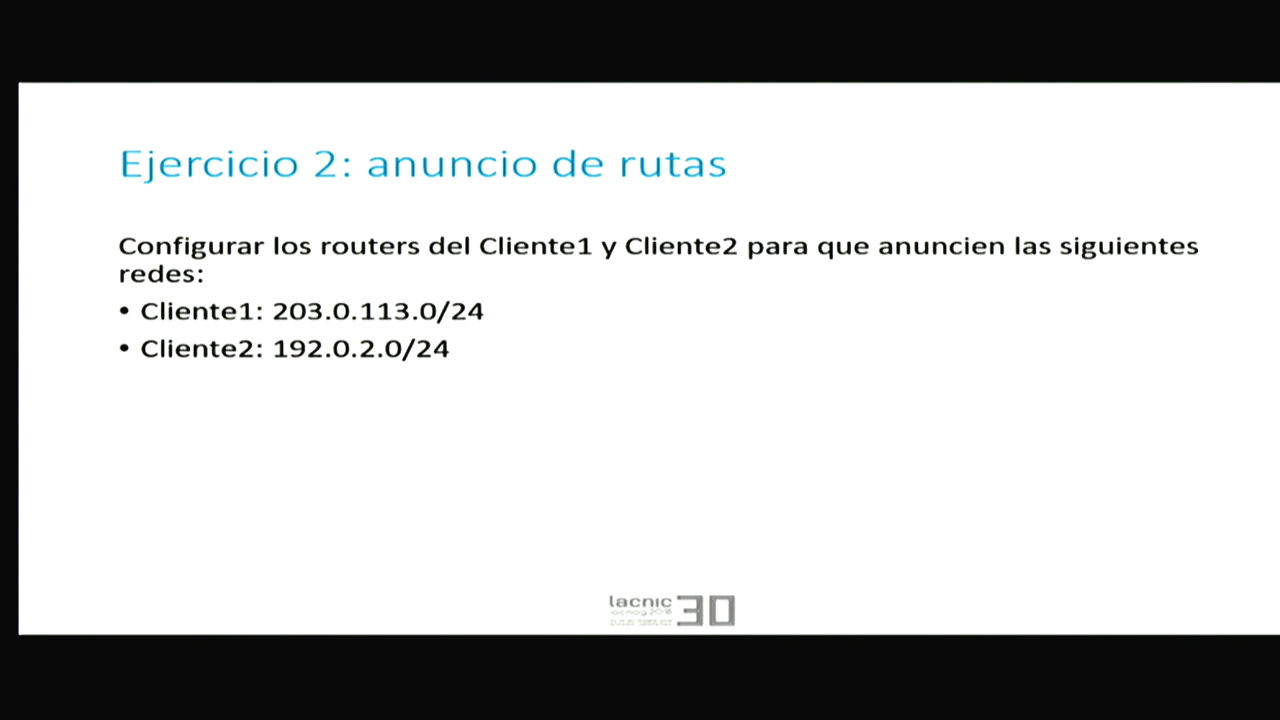 Ejercicio 2: anuncio de rutas
Configurar los routers del Cliente1 y Cliente2 para que anuncien las siguientes
redes:
• Cliente1: 203.0.113.0/24
• Cliente2: 192.0.2.0/24
lacnic 30